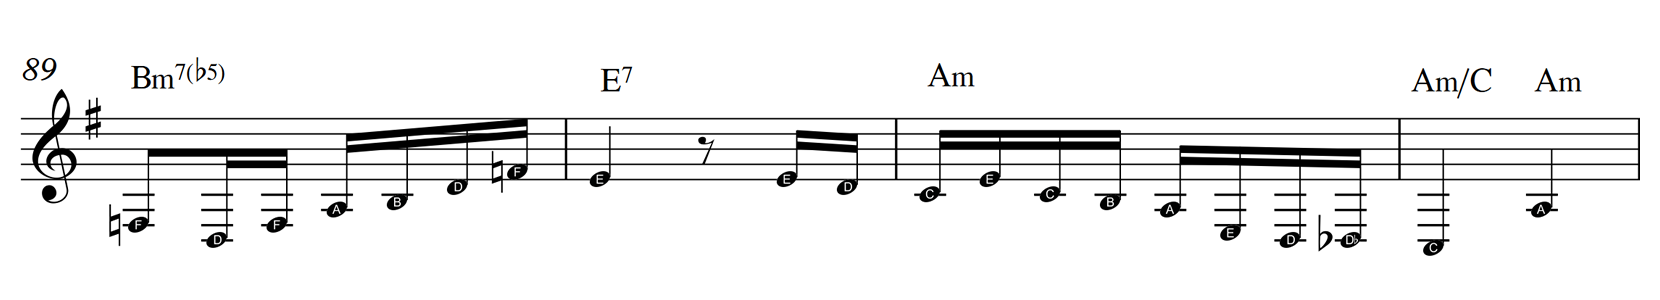 89
Bm7(♭5) E7 Am Am/C Am
F D F A B D F E E D C E C B A E D D♭ C A